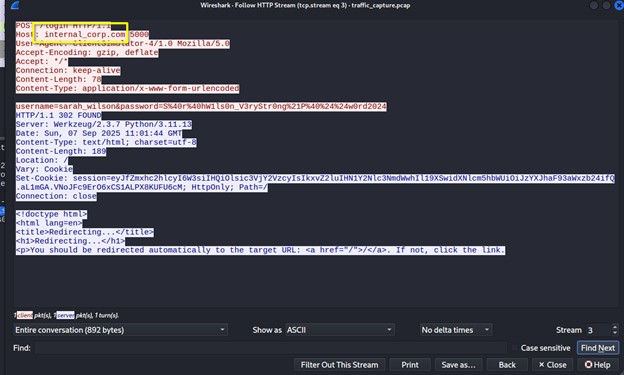 Wireshark - Follow HTTP Stream (tcp.stream eq 3) - traffic_capture.pcap
POST /login HTTP/1.1
Host: internal_corp.com:5000
User-Agent: ClientSimulator-4/1.0 Mozilla/5.0
Accept-Encoding: gzip, deflate
Accept: */*
Connection: keep-alive
Content-Length: 78
Content-Type: application/x-www-form-urlencoded
username=sarah_wilson&password=S%40r%40hW1ls0n_V3ryStr0ng%21P%40%24%24w0rd2024
HTTP/1.1 302 FOUND
Server: Werkzeug/2.3.7 Python/3.11.13
Date: Sun, 07 Sep 2025 11:01:44 GMT
Content-Type: text/html; charset=utf-8
Content-Length: 189
Location: /
Vary: Cookie
Set-Cookie: HttpOnly; Path=/
Connection: close
<!doctype html>
<html lang=en>
<title>Redirecting...</title>
<h1>Redirecting...</h1>
<p>You should be redirected automatically to the target URL: <a href="/">/</a>. If not, click the link.
1 client pkt(s), 1 server pkt(s), 1 turn(s).
Entire conversation (892 bytes) Show as ASCII No delta times Stream 3
Find: Case sensitive Find Next
Filter Out This Stream Print Save as... Back Close Help